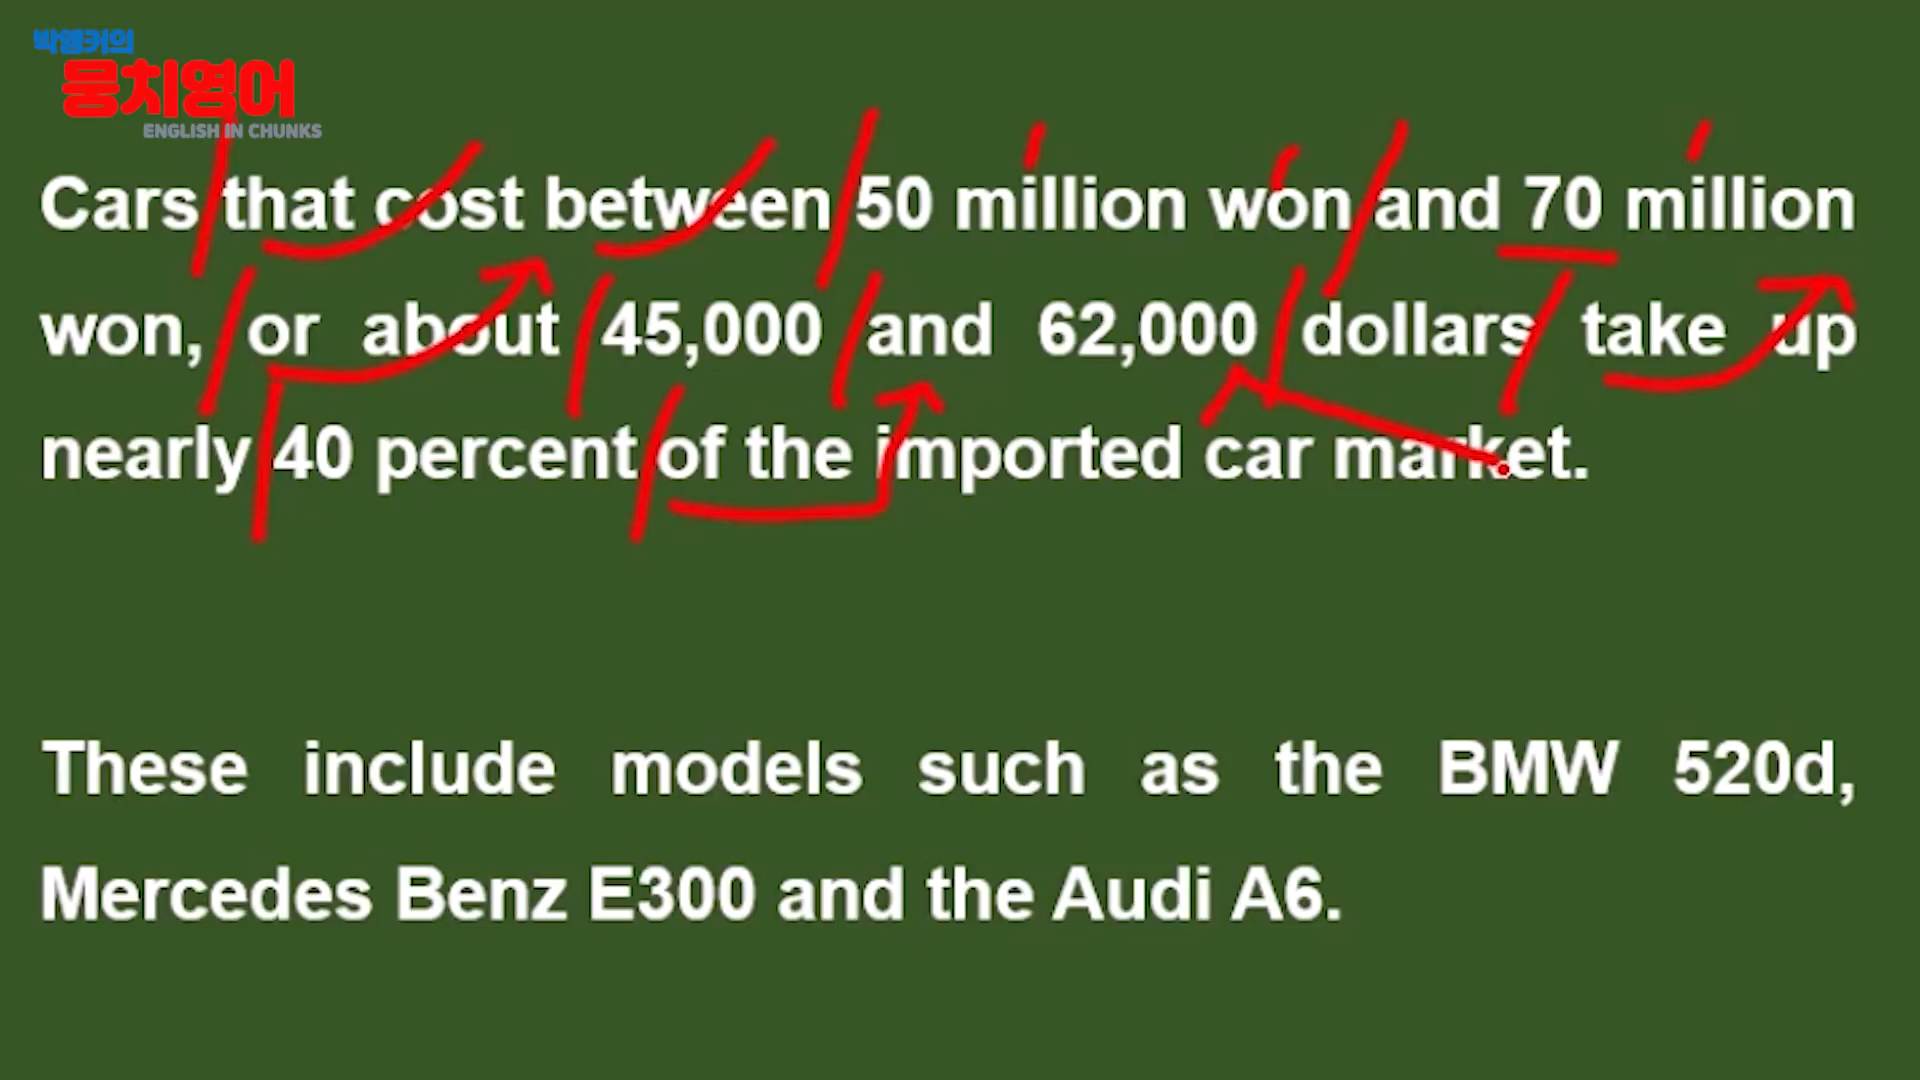 박앵커의
뭉치영어
ENGLISH IN CHUNKS
Cars that cost between 50 million won and 70 million
won, or about 45,000 and 62,000 dollars take up
nearly 40 percent of the imported car market.
These include models such as the BMW 520d,
Mercedes Benz E300 and the Audi A6.